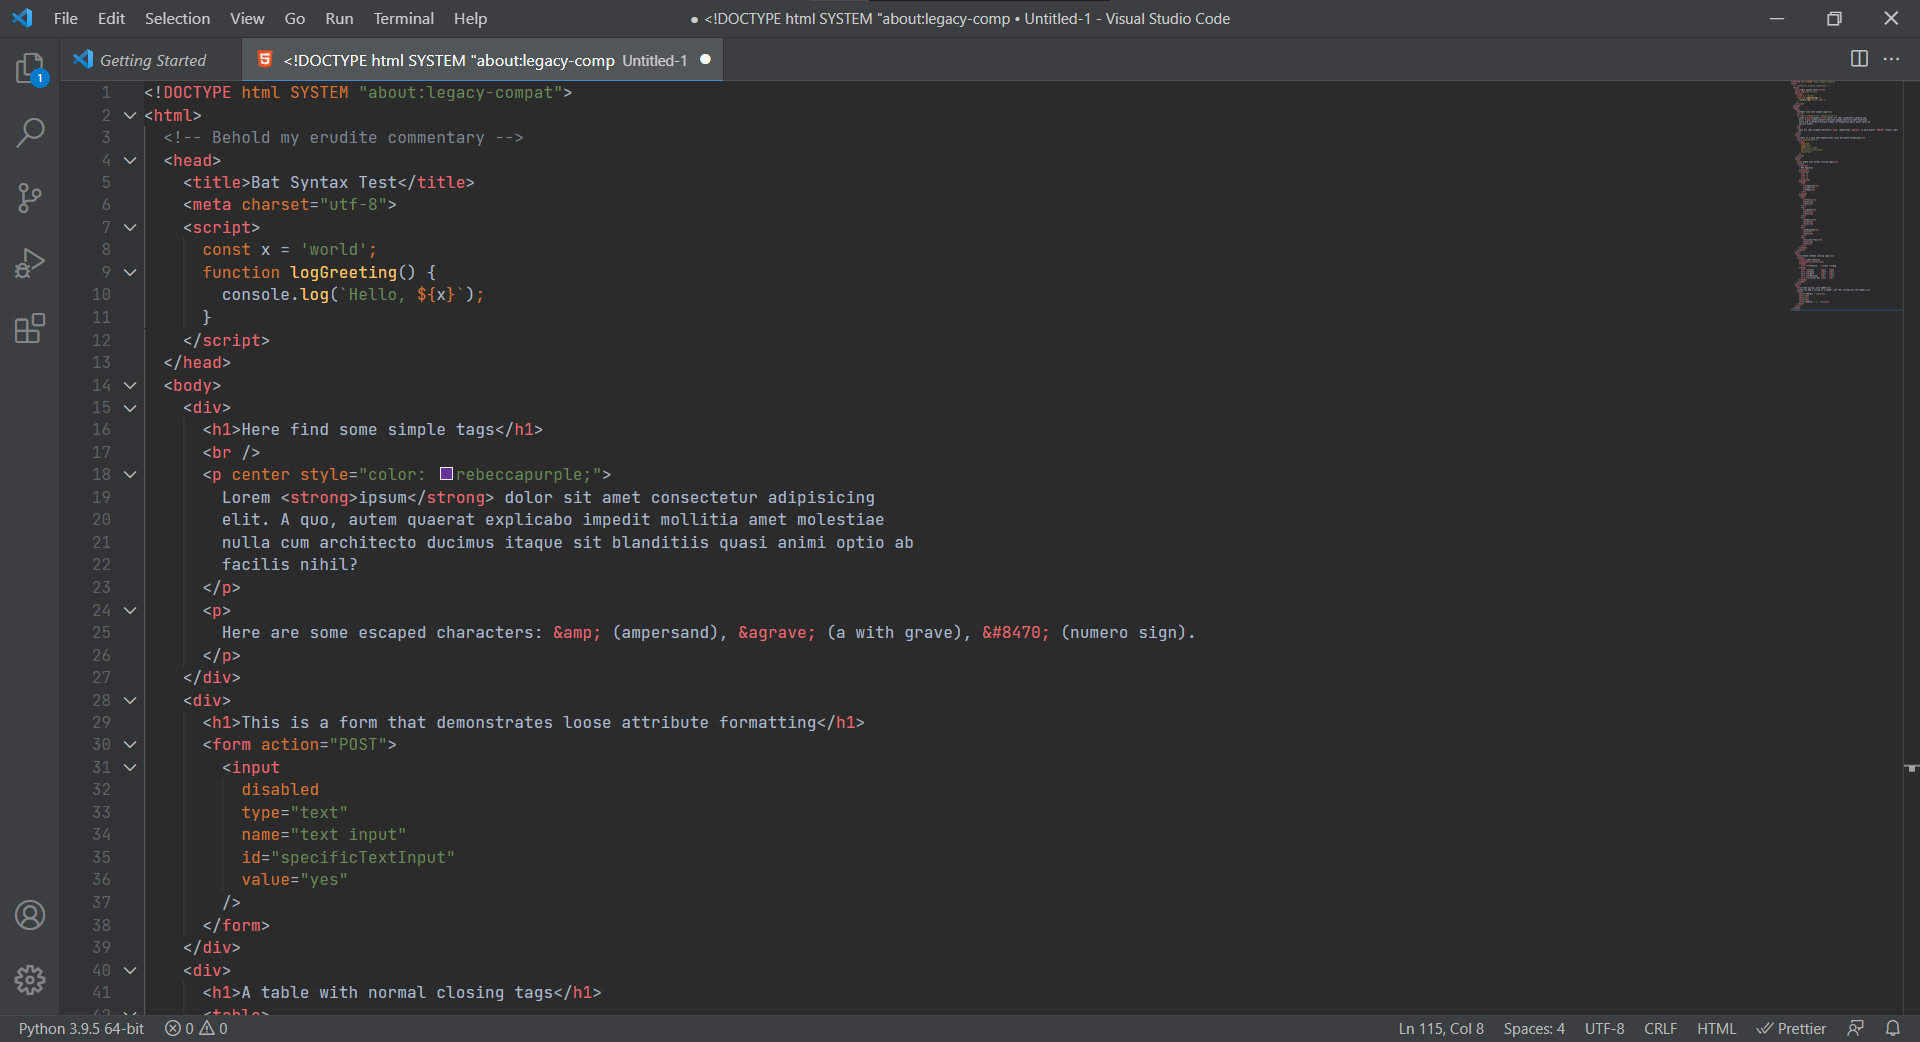 File Edit Selection View Go Run Terminal Help
● <!DOCTYPE html SYSTEM "about:legacy-comp • Untitled-1 - Visual Studio Code
Getting Started
<!DOCTYPE html SYSTEM "about:legacy-comp Untitled-1
1
1 <!DOCTYPE html SYSTEM "about:legacy-compat">
2 <html>
3 <!-- Behold my erudite commentary -->
4 <head>
5 <title>Bat Syntax Test</title>
6 <meta charset="utf-8">
7 <script>
8 const x = 'world';
9 function logGreeting() {
10 console.log(`Hello, ${x}`);
11 }
12 </script>
13 </head>
14 <body>
15 <div>
16 <h1>Here find some simple tags</h1>
17 <br />
18 <p center style="color: rebeccapurple;">
19 Lorem <strong>ipsum</strong> dolor sit amet consectetur adipisicing
20 elit. A quo, autem quaerat explicabo impedit mollitia amet molestiae
21 nulla cum architecto ducimus itaque sit blanditiis quasi animi optio ab
22 facilis nihil?
23 </p>
24 <p>
25 Here are some escaped characters: &amp; (ampersand), &agrave; (a with grave), &#8470; (numero sign).
26 </p>
27 </div>
28 <div>
29 <h1>This is a form that demonstrates loose attribute formatting</h1>
30 <form action="POST">
31 <input
32 disabled
33 type="text"
34 name="text input"
35 id="specificTextInput"
36 value="yes"
37 />
38 </form>
39 </div>
40 <div>
41 <h1>A table with normal closing tags</h1>
42 <table>
Python 3.9.5 64-bit 0 0 Ln 115, Col 8 Spaces: 4 UTF-8 CRLF HTML Prettier